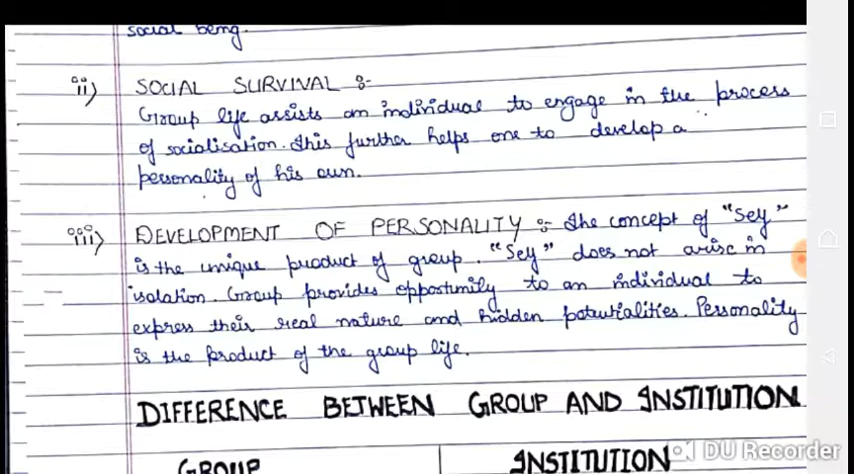 social being.
ii) SOCIAL SURVIVAL :-
Group life assists an individual to engage in the process
of socialisation. This further helps one to develop a
personality of his own.
iii) DEVELOPMENT OF PERSONALITY :- The concept of "Self"
is the unique product of group. "Self" does not arise in
isolation. Group provides opportunity to an individual to
express their real nature and hidden potentialities. Personality
is the product of the group life.
DIFFERENCE BETWEEN GROUP AND INSTITUTION
GROUP INSTITUTION
DU Recorder